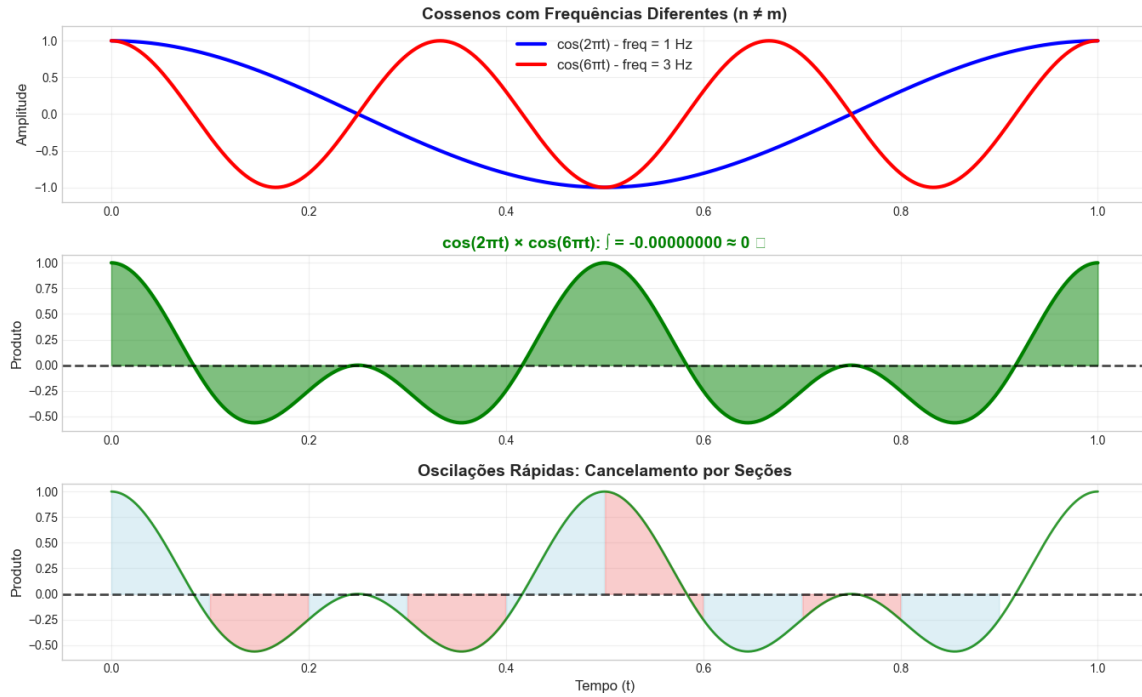 Cossenos com Frequências Diferentes (n ≠ m)
cos(2πt) - freq = 1 Hz
cos(6πt) - freq = 3 Hz
Amplitude
1.0
0.5
0.0
−0.5
−1.0
0.0 0.2 0.4 0.6 0.8 1.0
cos(2πt) × cos(6πt): ∫ = -0.00000000 ≈ 0 □
Produto
1.00
0.75
0.50
0.25
0.00
−0.25
−0.50
0.0 0.2 0.4 0.6 0.8 1.0
Oscilações Rápidas: Cancelamento por Seções
Produto
1.00
0.75
0.50
0.25
0.00
−0.25
−0.50
0.0 0.2 0.4 0.6 0.8 1.0
Tempo (t)